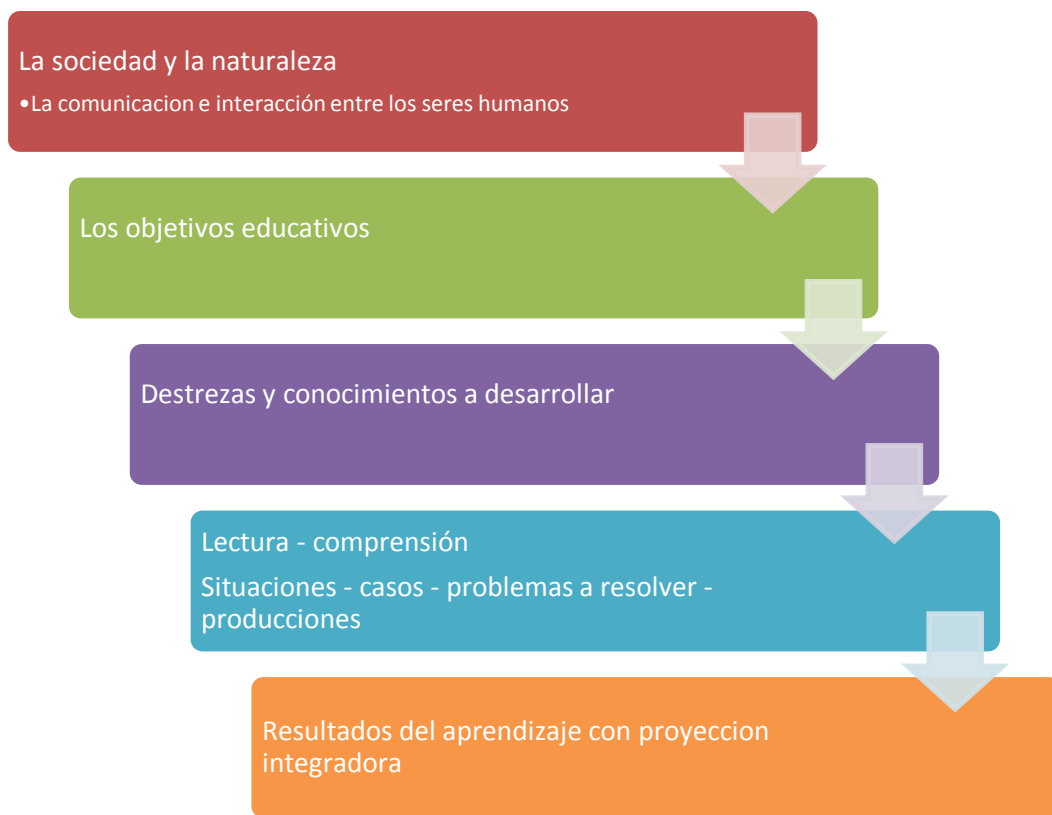 La sociedad y la naturaleza
•La comunicacion e interacción entre los seres humanos
Los objetivos educativos
Destrezas y conocimientos a desarrollar
Lectura - comprensión
Situaciones - casos - problemas a resolver -
producciones
Resultados del aprendizaje con proyeccion
integradora